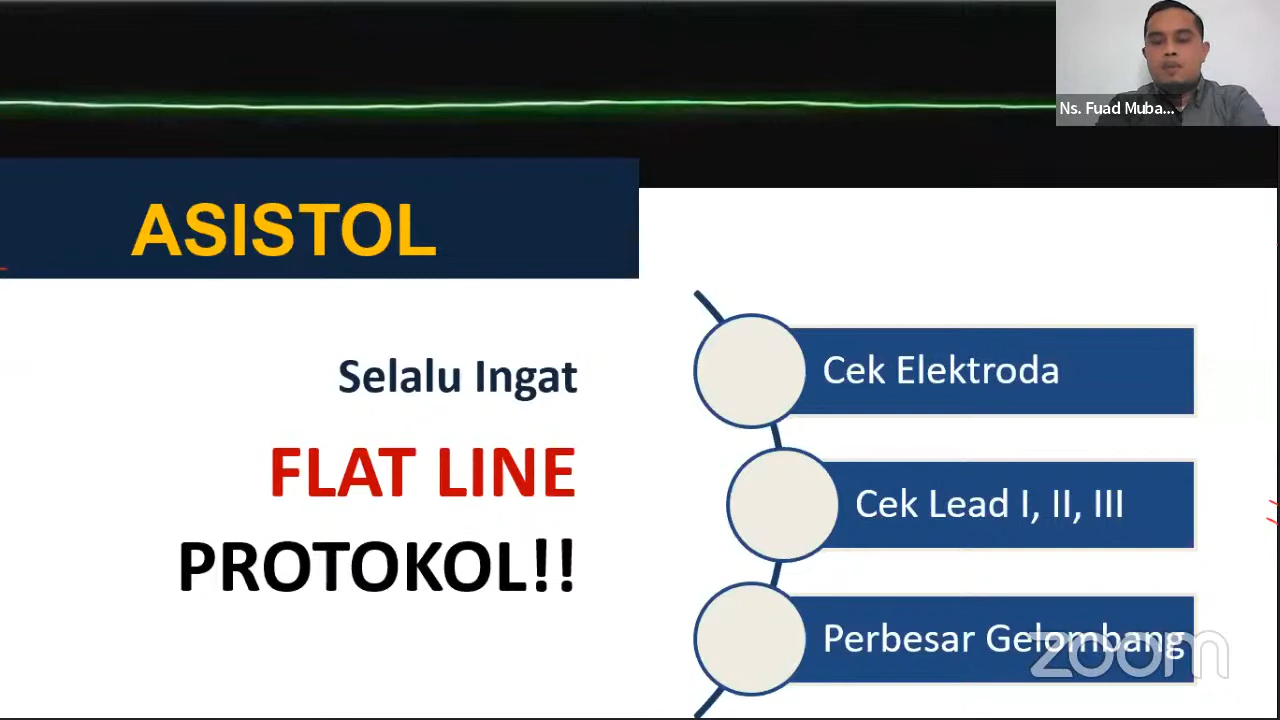 Ns. Fuad Muba...
ASISTOL
Selalu Ingat
FLAT LINE
PROTOKOL!!
Cek Elektroda
Cek Lead I, II, III
Perbesar Gelombang
zoom